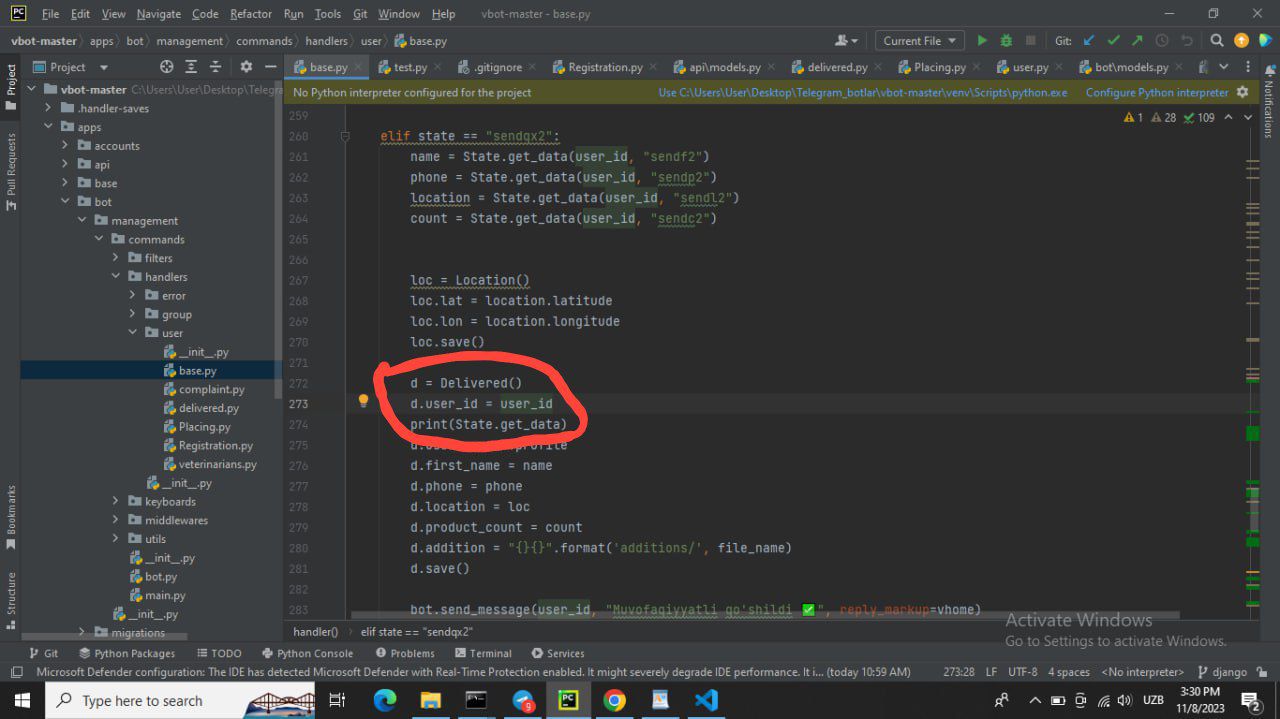 PC File Edit View Navigate Code Refactor Run Tools Git Window Help vbot-master - base.py
vbot-master apps bot management commands handlers user base.py Current File Git:
Project base.py test.py .gitignore Registration.py api\models.py delivered.py Placing.py user.py bot\models.py
No Python interpreter configured for the project Use C:\Users\User\Desktop\Telegram_botlar\vbot-master\venv\Scripts\python.exe Configure Python interpreter
1 28 109
Project
Pull Requests
Bookmarks
Structure
Notifications
vbot-master C:\Users\User\Desktop\Telegra
.handler-saves
apps
accounts
api
base
bot
management
commands
filters
handlers
error
group
user
__init__.py
base.py
complaint.py
delivered.py
Placing.py
Registration.py
veterinarians.py
__init__.py
keyboards
middlewares
utils
__init__.py
bot.py
main.py
__init__.py
migrations
259
260 elif state == "sendqx2":
261 name = State.get_data(user_id, "sendf2")
262 phone = State.get_data(user_id, "sendp2")
263 location = State.get_data(user_id, "sendl2")
264 count = State.get_data(user_id, "sendc2")
265
267 loc = Location()
268 loc.lat = location.latitude
269 loc.lon = location.longitude
270 loc.save()
271
272 d = Delivered()
273 d.user_id = user_id
274 print(State.get_data)
275
276 d.first_name = name
277 d.phone = phone
278 d.location = loc
279 d.product_count = count
280 d.addition = "{}{}".format('additions/', file_name)
281 d.save()
282
283 bot.send_message(user_id, "Muvofaqiyyatli qo'shildi ✅", reply_markup=vhome)
handler() elif state == "sendqx2"
Activate Windows
Go to Settings to activate Windows.
Git Python Packages TODO Python Console Problems Terminal Services
Microsoft Defender configuration: The IDE has detected Microsoft Defender with Real-Time Protection enabled. It might severely degrade IDE performance. It i... (today 10:59 AM) 273:28 LF UTF-8 4 spaces <No interpreter> django
Type here to search 9 PC UZB 3:30 PM 11/8/2023 2